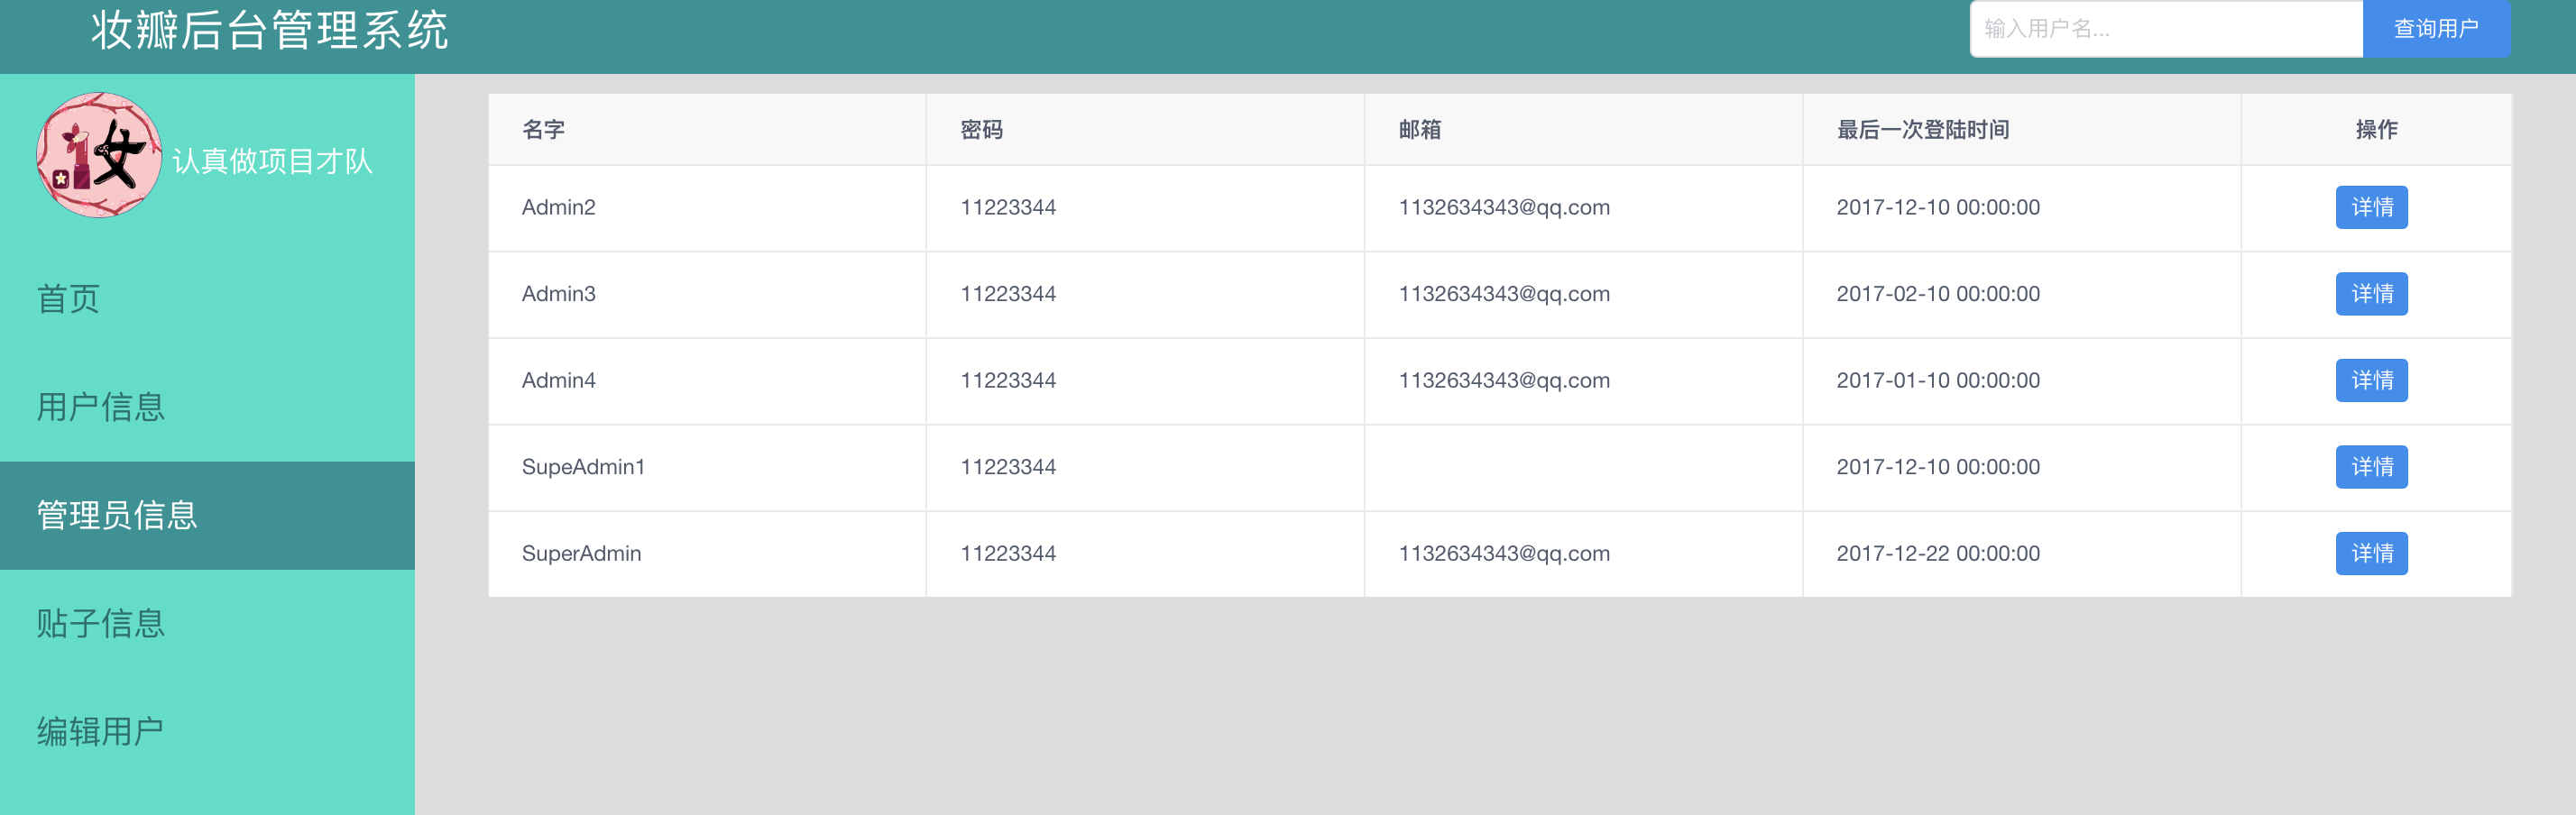 妆瓣后台管理系统
输入用户名... 查询用户
女 认真做项目才队
首页
用户信息
管理员信息
贴子信息
编辑用户
名字 密码 邮箱 最后一次登陆时间 操作
Admin2 11223344 1132634343@qq.com 2017-12-10 00:00:00 详情
Admin3 11223344 1132634343@qq.com 2017-02-10 00:00:00 详情
Admin4 11223344 1132634343@qq.com 2017-01-10 00:00:00 详情
SupeAdmin1 11223344 2017-12-10 00:00:00 详情
SuperAdmin 11223344 1132634343@qq.com 2017-12-22 00:00:00 详情